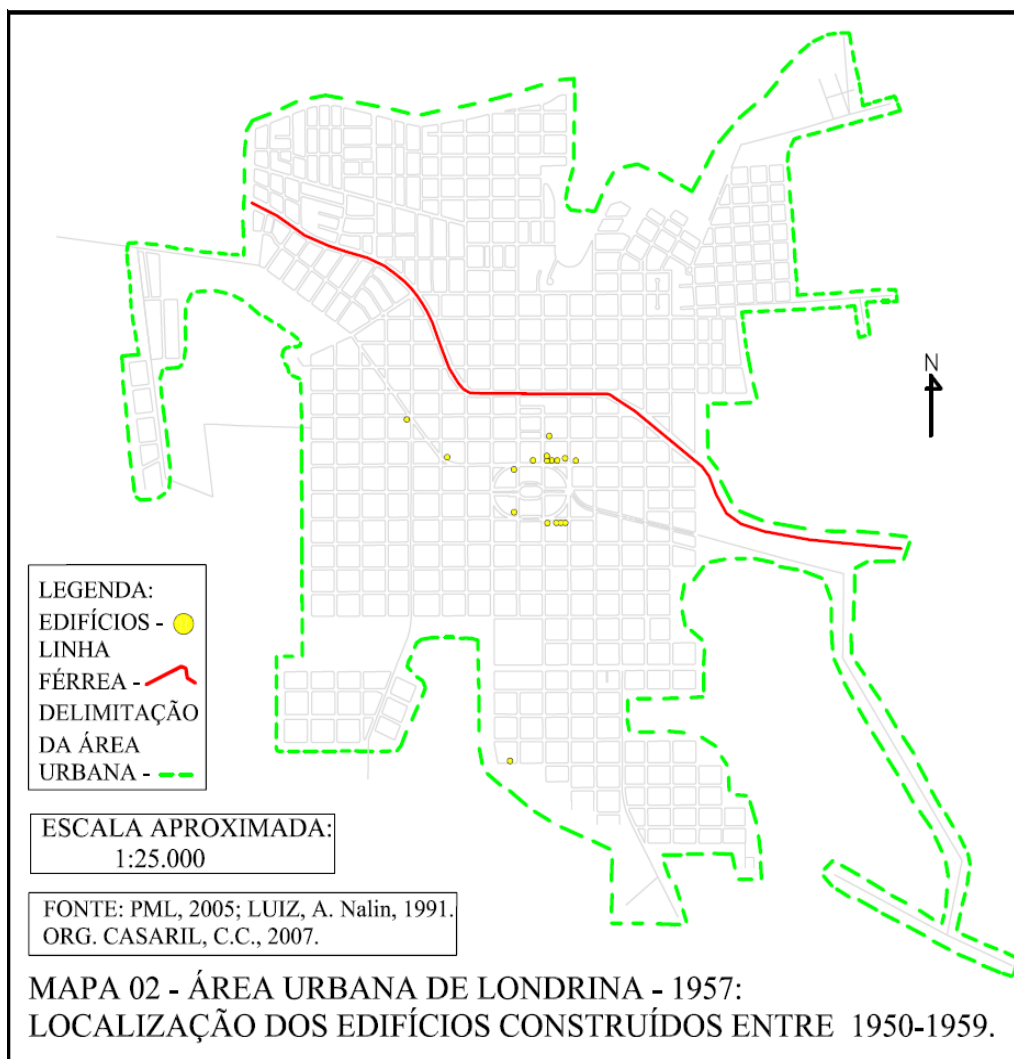 N
LEGENDA:
EDIFÍCIOS -
LINHA
FÉRREA -
DELIMITAÇÃO
DA ÁREA
URBANA -
ESCALA APROXIMADA:
1:25.000
FONTE: PML, 2005; LUIZ, A. Nalin, 1991.
ORG. CASARIL, C.C., 2007.
MAPA 02 - ÁREA URBANA DE LONDRINA - 1957:
LOCALIZAÇÃO DOS EDIFÍCIOS CONSTRUÍDOS ENTRE 1950-1959.